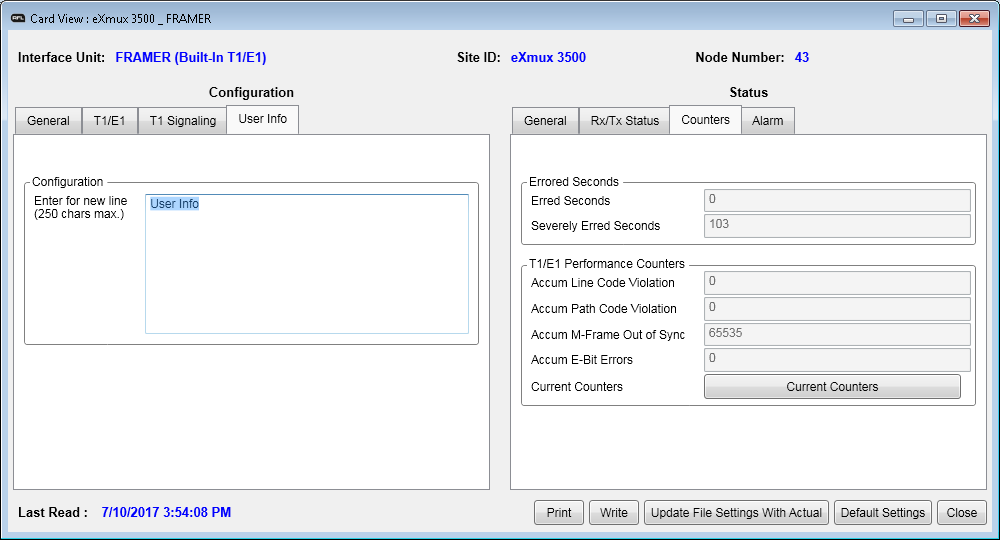 AFL Card View : eXmux 3500 _ FRAMER
Interface Unit: FRAMER (Built-In T1/E1) Site ID: eXmux 3500 Node Number: 43
Configuration Status
General T1/E1 T1 Signaling User Info General Rx/Tx Status Counters Alarm
Configuration
Enter for new line
(250 chars max.)
User Info
Errored Seconds
Erred Seconds 0
Severely Erred Seconds 103
T1/E1 Performance Counters
Accum Line Code Violation 0
Accum Path Code Violation 0
Accum M-Frame Out of Sync 65535
Accum E-Bit Errors 0
Current Counters Current Counters
Last Read : 7/10/2017 3:54:08 PM Print Write Update File Settings With Actual Default Settings Close